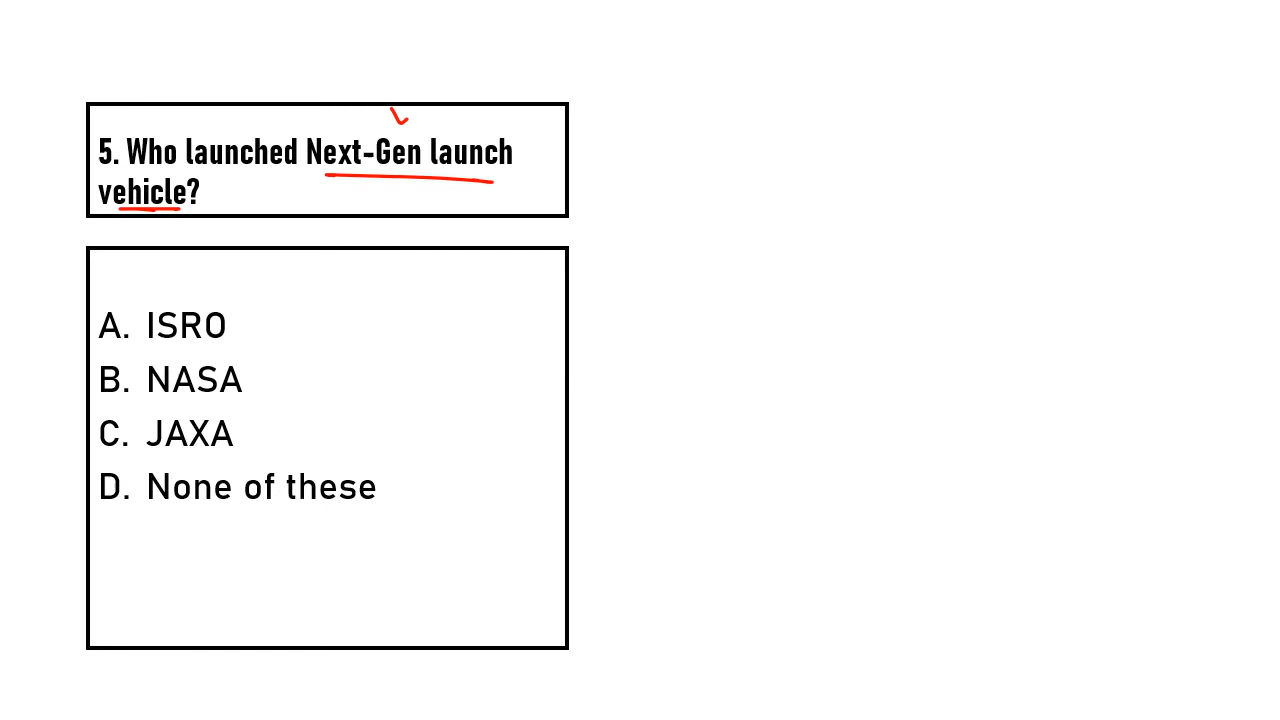 5. Who launched Next-Gen launch
vehicle?
A. ISRO
B. NASA
C. JAXA
D. None of these